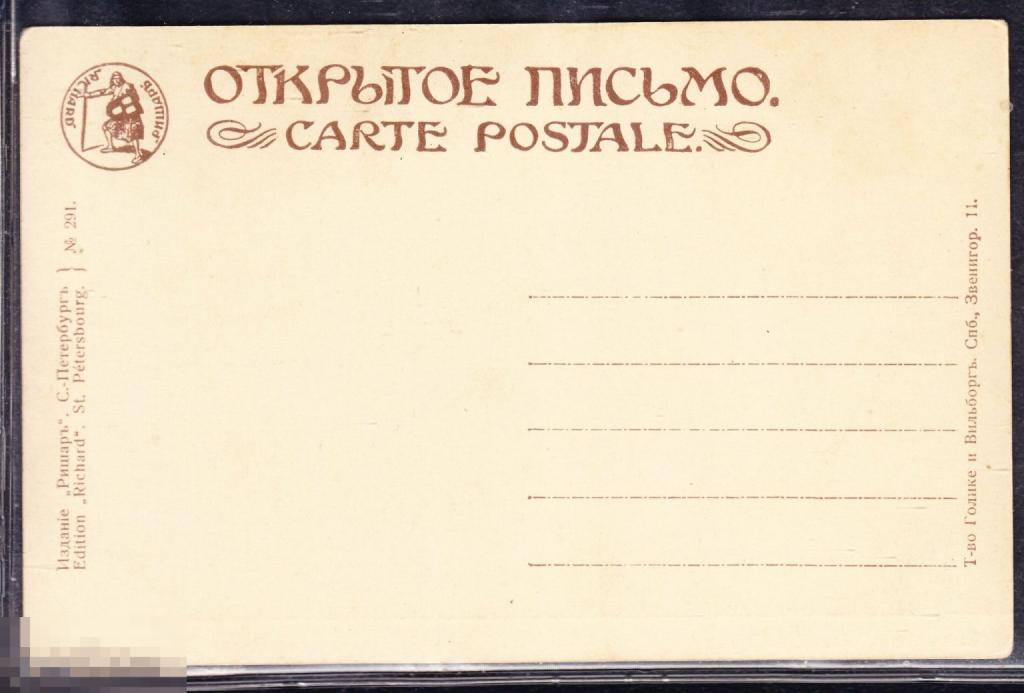 ОТКРЫТОЕ ПИСЬМО.
CARTE POSTALE.
RICHARD
РИШАРЪ
Изданіе „Ришаръ“. С.-Петербургъ
Edition „Richard“. St. Pétersbourg.
№ 291.
Т-во Голике и Вильборгъ. Спб., Звенигор. 11.